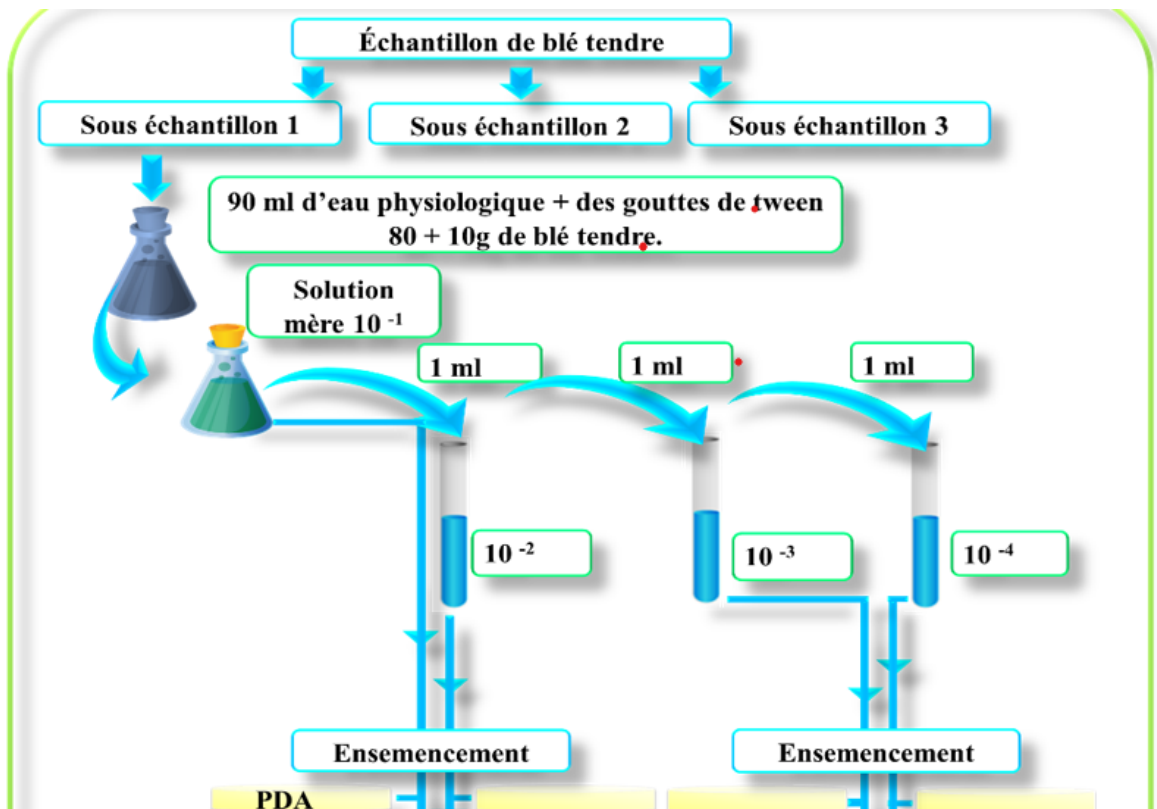 Échantillon de blé tendre
Sous échantillon 1
Sous échantillon 2
Sous échantillon 3
90 ml d’eau physiologique + des gouttes de tween
80 + 10g de blé tendre.
Solution
mère 10 -1
1 ml
1 ml
1 ml
10 -2
10 -3
10 -4
Ensemencement
Ensemencement
PDA